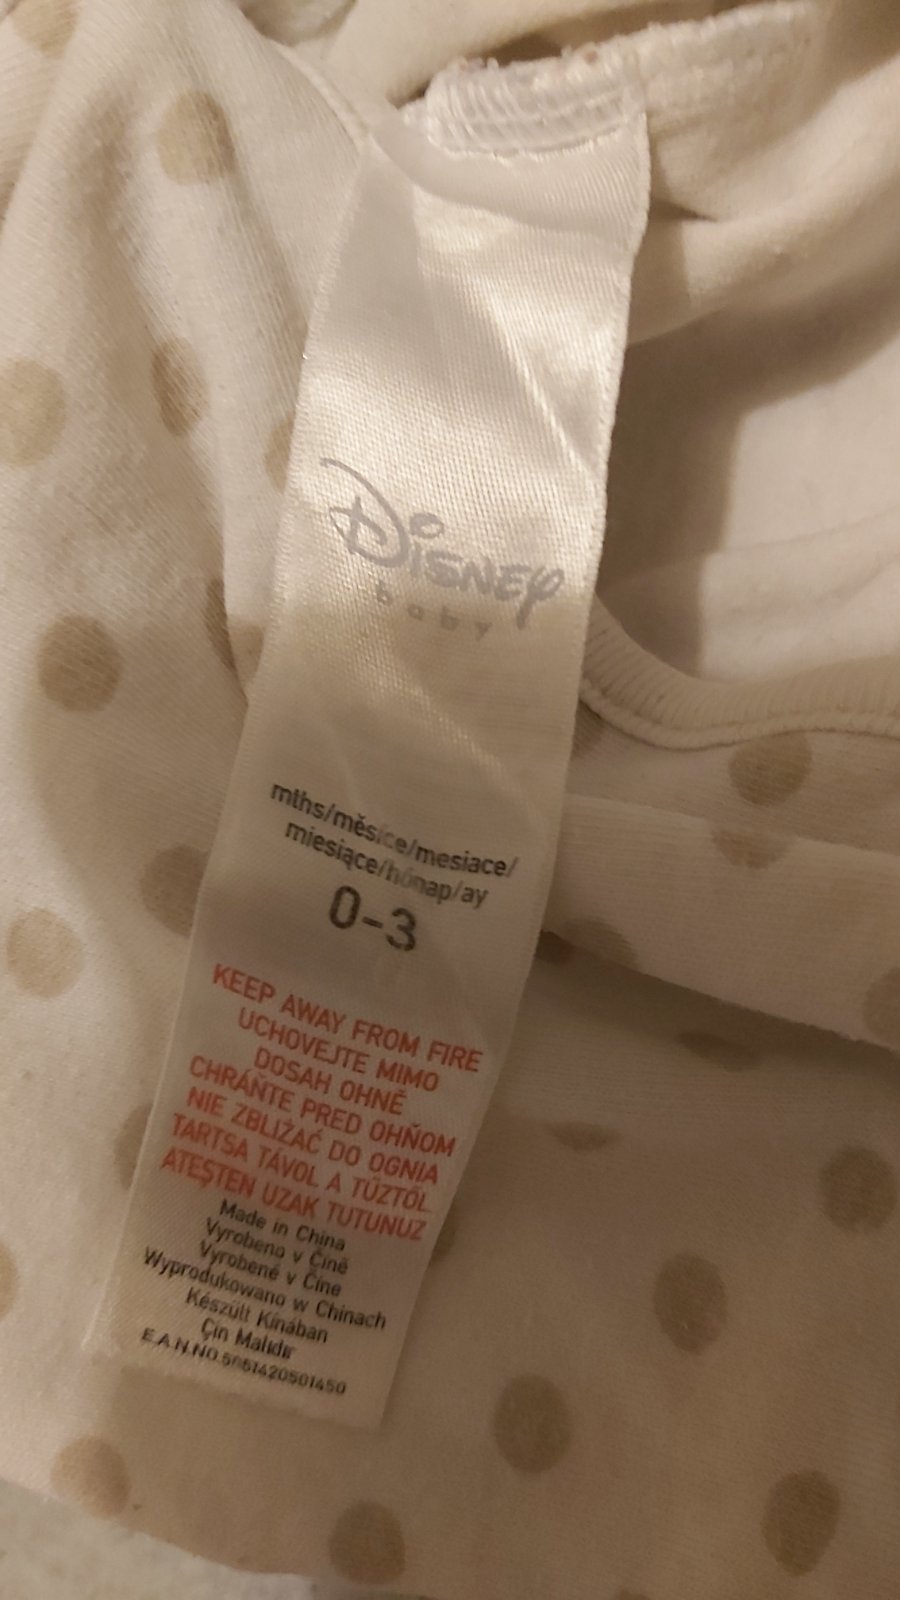 Disney
baby
mths/měsíce/mesiace/
miesiące/hónap/ay
0-3
KEEP AWAY FROM FIRE
UCHOVEJTE MIMO
DOSAH OHNĚ
CHRÁŇTE PRED OHŇOM
NIE ZBLIŻAĆ DO OGNIA
TARTSA TÁVOL A TŰZTŐL
ATEŞTEN UZAK TUTUNUZ
Made in China
Vyrobeno v Číně
Vyrobené v Číne
Wyprodukowano w Chinach
Készült Kínában
Çin Malıdır
E.A.N.NO.5061420501450